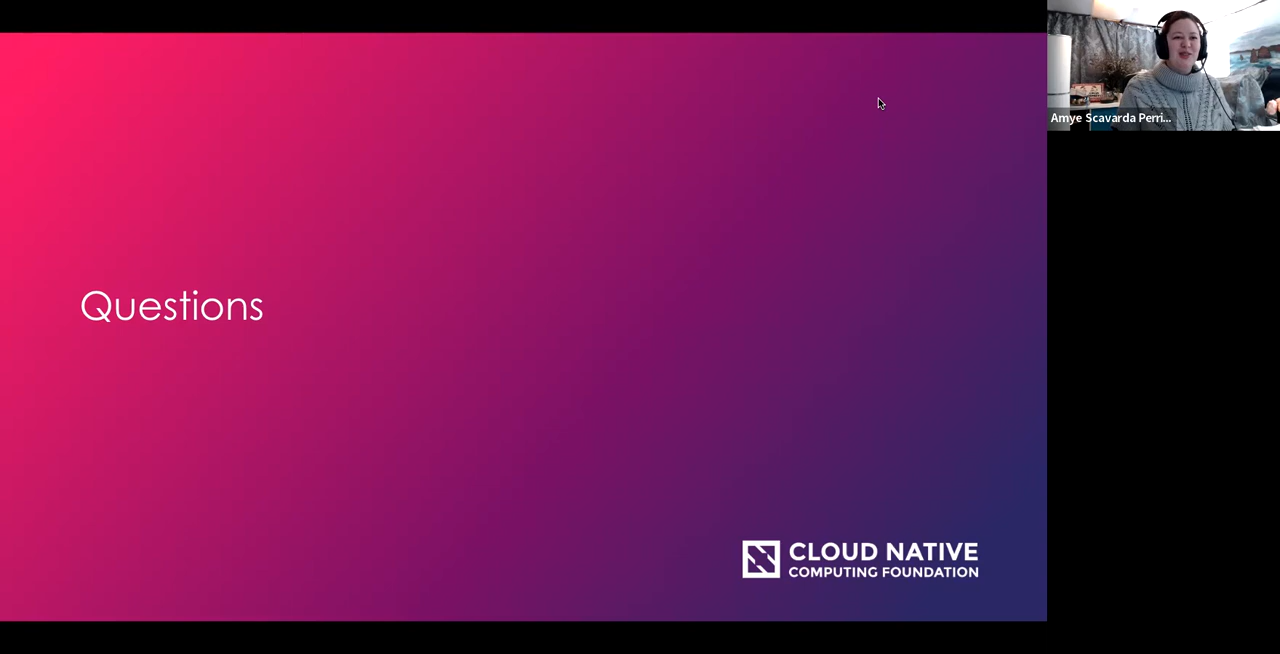 Amye Scavarda Perri...
Questions
CLOUD NATIVE
COMPUTING FOUNDATION